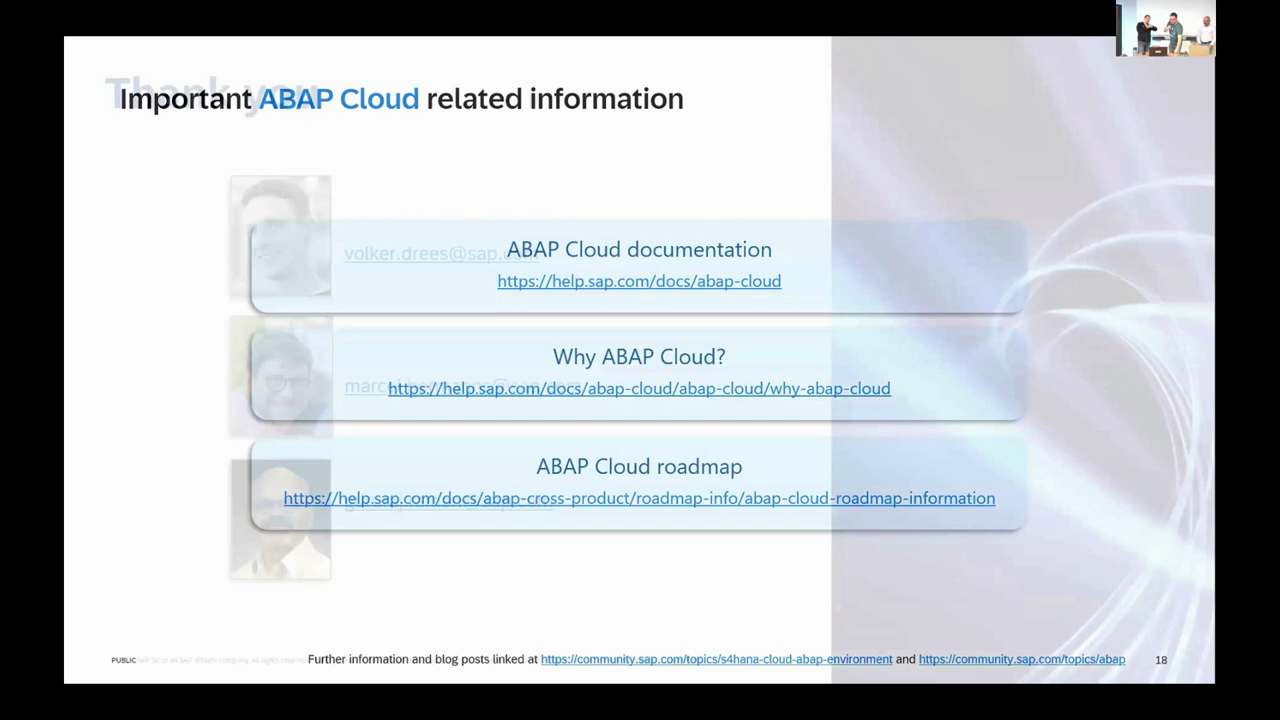 Thank you
Important ABAP Cloud related information
volker.drees@sap.com
ABAP Cloud documentation
https://help.sap.com/docs/abap-cloud
Why ABAP Cloud?
https://help.sap.com/docs/abap-cloud/abap-cloud/why-abap-cloud
ABAP Cloud roadmap
https://help.sap.com/docs/abap-cross-product/roadmap-info/abap-cloud-roadmap-information
PUBLIC
Further information and blog posts linked at https://community.sap.com/topics/s4hana-cloud-abap-environment and https://community.sap.com/topics/abap
18